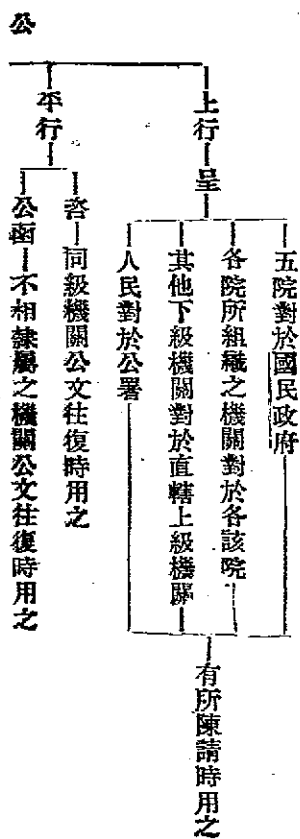 公
上行
呈
五院對於國民政府
各院所組織之機關對於各該院
其他下級機關對於直轄上級機關
人民對於公署
有所陳請時用之
平行
咨
同級機關公文往復時用之
公函
不相隸屬之機關公文往復時用之